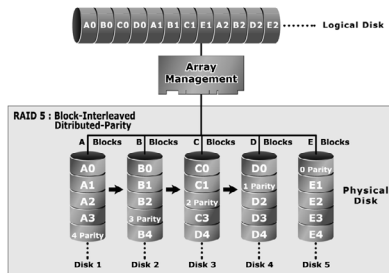 A0 B0 C0 D0 A1 B1 C1 E1 A2 B2 D2 E2
Logical Disk
Array
Management
RAID 5 : Block-Interleaved
Ditributed-Parity
A Blocks B Blocks C Blocks D Blocks E Blocks
A0 B0 C0 D0 0 Parity
A1 B1 C1 1 Parity E1
A2 B2 2 Parity D2 E2
A3 3 Parity C3 D3 E3
4 Parity B4 D4 D4 E4
Physical
Disk
Disk 1 Disk 2 Disk 3 Disk 4 Disk 5